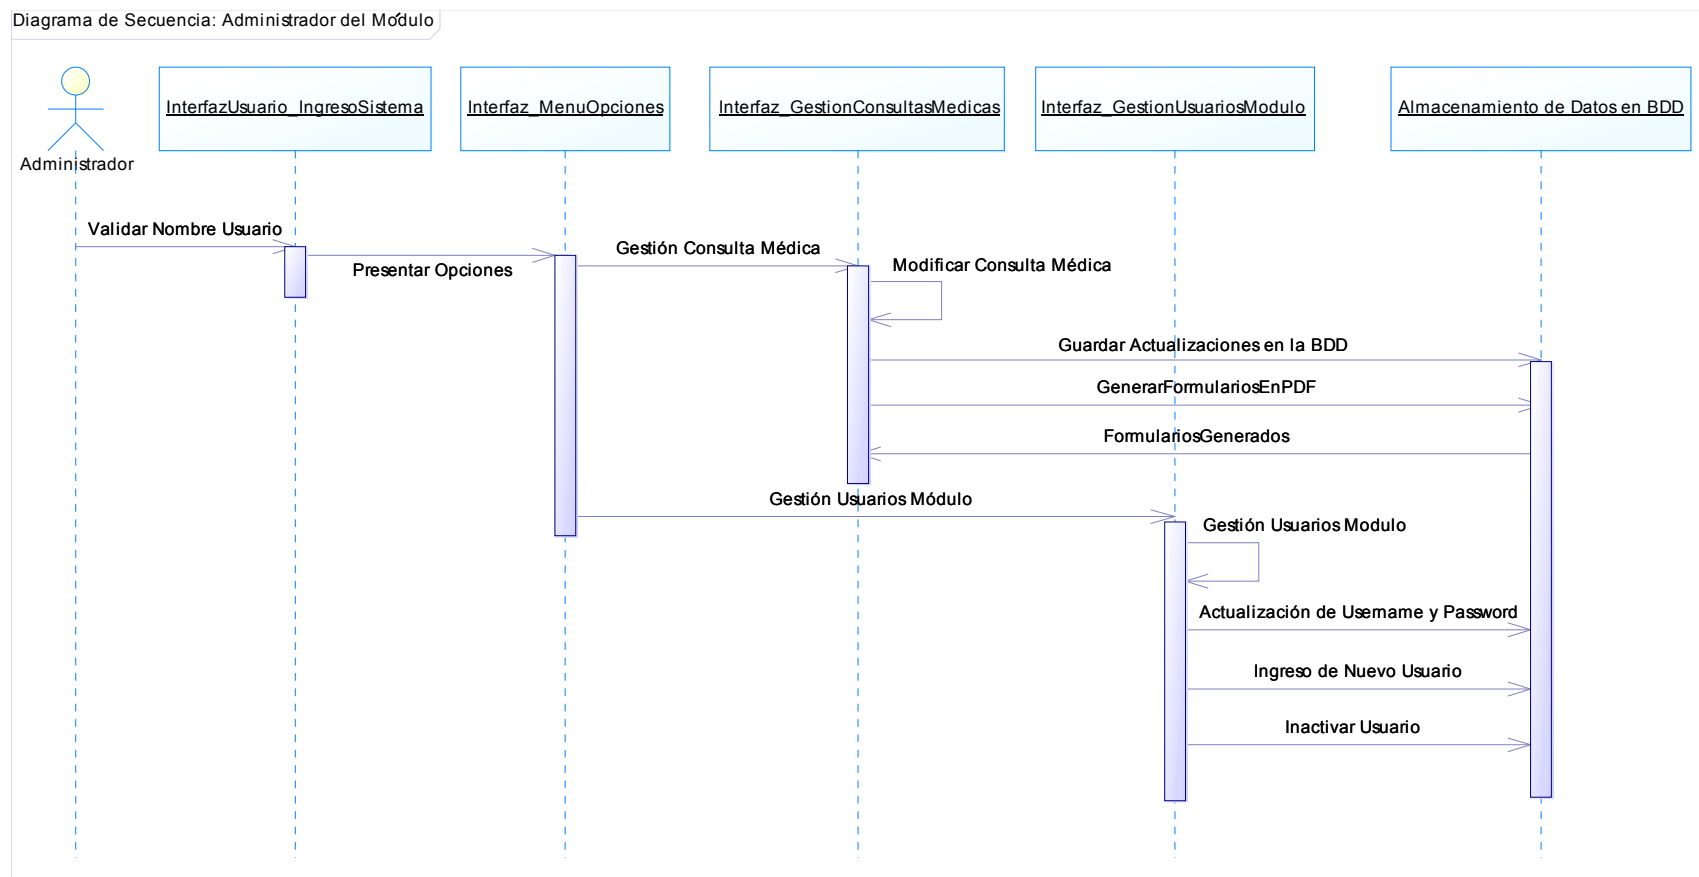 Diagrama de Secuencia: Administrador del Módulo
InterfazUsuario_IngresoSistema
Interfaz_MenuOpciones
Interfaz_GestionConsultasMedicas
Interfaz_GestionUsuariosModulo
Almacenamiento de Datos en BDD
Administrador
Validar Nombre Usuario
Gestión Consulta Médica
Presentar Opciones
Modificar Consulta Médica
Guardar Actualizaciones en la BDD
GenerarFormulariosEnPDF
FormulariosGenerados
Gestión Usuarios Módulo
Gestión Usuarios Modulo
Actualización de Username y Password
Ingreso de Nuevo Usuario
Inactivar Usuario